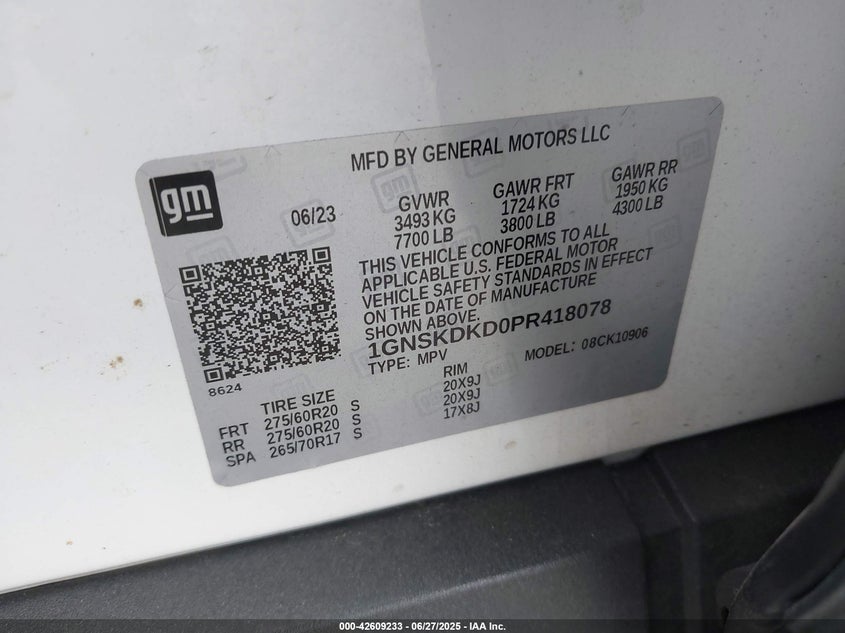 MFD BY GENERAL MOTORS LLC
gm
06/23
GVWR
3493 KG
7700 LB
GAWR FRT
1724 KG
3800 LB
GAWR RR
1950 KG
4300 LB
THIS VEHICLE CONFORMS TO ALL
APPLICABLE U.S. FEDERAL MOTOR
VEHICLE SAFETY STANDARDS IN EFFECT
ON THE DATE OF MANUFACTURE
SHOWN ABOVE.
1GNSKDKD0PR418078
TYPE: MPV
MODEL: 08CK10906
8624
TIRE SIZE
RIM
FRT 275/60R20 S 20X9J
RR 275/60R20 S 20X9J
SPA 265/70R17 S 17X8J
000-42609233 - 06/27/2025 - IAA Inc.